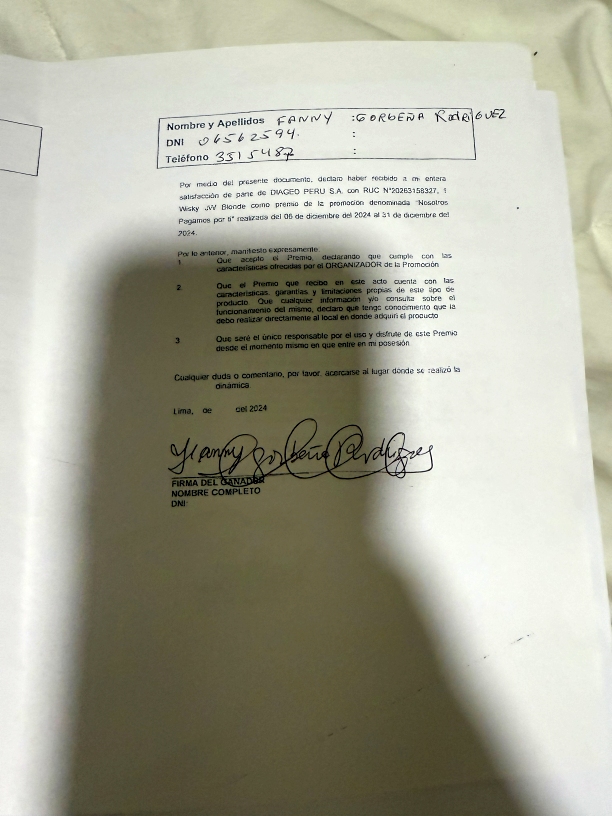 Nombre y Apellidos FANNY : GORBEÑA RodRIGUEZ
DNI 06562594. :
Teléfono 3315487 :
Por medio del presente documento, declaro haber recibido a mi entera
satisfacción de parte de DIAGEO PERU S.A. con RUC N°20263158327, 1
Wisky JW Blonde como premio de la promoción denominada "Nosotros
Pagamos por ti" realizada del 06 de diciembre del 2024 al 31 de diciembre del
2024.
Por lo anterior, manifiesto expresamente:
1. Que acepto el Premio, declarando que cumple con las
características ofrecidas por el ORGANIZADOR de la Promoción
2. Que el Premio que recibo en este acto cuenta con las
características, garantías y limitaciones propias de este tipo de
producto. Que cualquier información y/o consulta sobre el
funcionamiento del mismo, declaro que tengo conocimiento que la
debo realizar directamente al local en donde adquirí el producto
3 Que seré el único responsable por el uso y disfrute de este Premio
desde el momento mismo en que entre en mi posesión
Cualquier duda o comentario, por favor, acercarse al lugar donde se realizó la
dinámica
Lima, de del 2024
Fanny Gorbeña Rodríguez
FIRMA DEL GANADOR
NOMBRE COMPLETO
DNI: